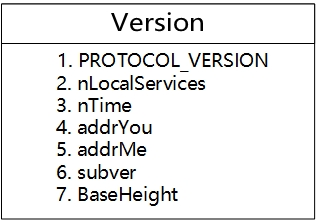 Version
1. PROTOCOL_VERSION
2. nLocalServices
3. nTime
4. addrYou
5. addrMe
6. subver
7. BaseHeight